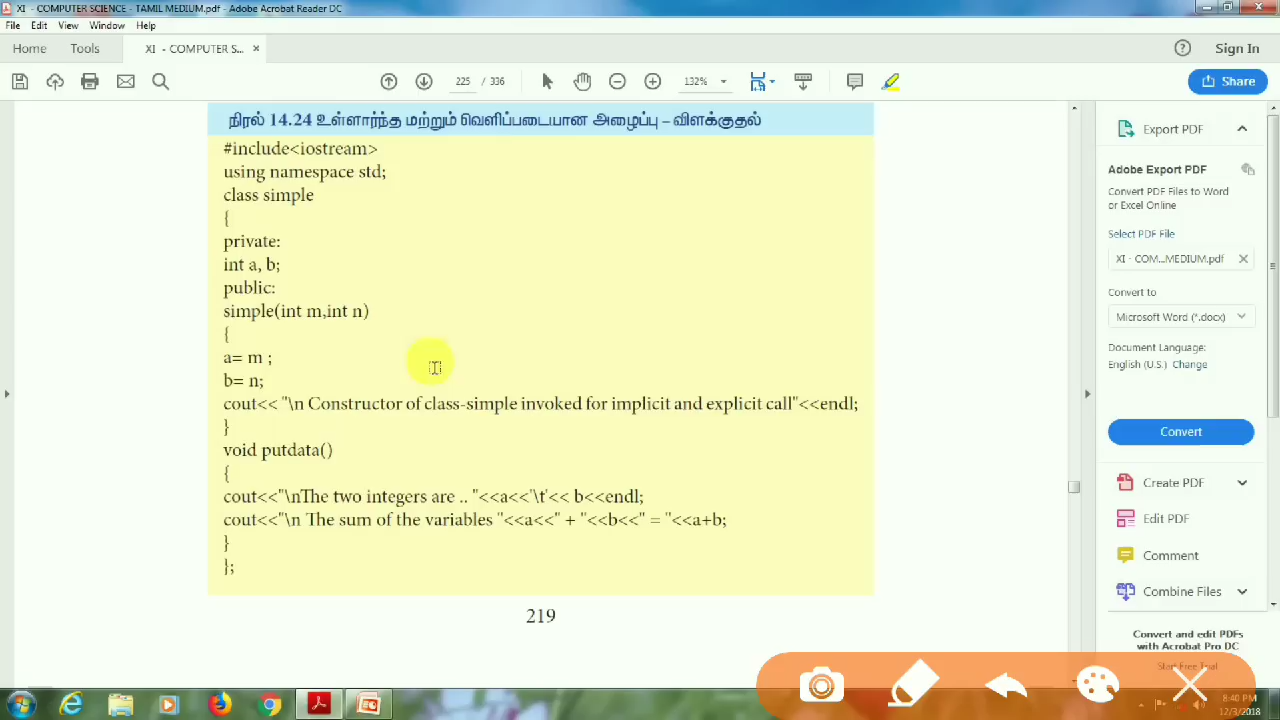 XI - COMPUTER SCIENCE - TAMIL MEDIUM.pdf - Adobe Acrobat Reader DC
File Edit View Window Help
Home Tools XI - COMPUTER S... × Sign In
225 / 336 132% Share
நிரல் 14.24 உள்ளார்ந்த மற்றும் வெளிப்படையான அழைப்பு – விளக்குதல்
#include<iostream>
using namespace std;
class simple
{
private:
int a, b;
public:
simple(int m,int n)
{
a= m ;
b= n;
cout<< "\n Constructor of class-simple invoked for implicit and explicit call"<<endl;
}
void putdata()
{
cout<<"\nThe two integers are .. "<<a<<'\t'<< b<<endl;
cout<<"\n The sum of the variables "<<a<<" + "<<b<<" = "<<a+b;
}
};
219
Export PDF
Adobe Export PDF
Convert PDF Files to Word
or Excel Online
Select PDF File
XI - COM...MEDIUM.pdf ×
Convert to
Microsoft Word (*.docx)
Document Language:
English (U.S.) Change
Convert
Create PDF
Edit PDF
Comment
Combine Files
Convert and edit PDFs
with Acrobat Pro DC
Start Free Trial
8:40 PM
12/3/2018